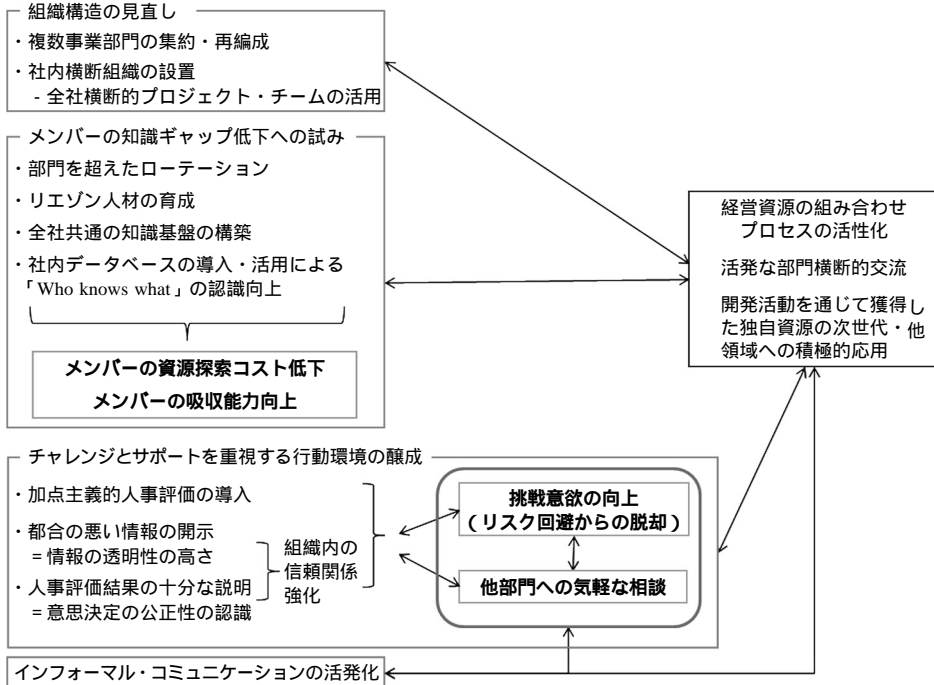 組織構造の見直し
・複数事業部門の集約・再編成
・社内横断組織の設置
- 全社横断的プロジェクト・チームの活用
メンバーの知識ギャップ低下への試み
・部門を超えたローテーション
・リエゾン人材の育成
・全社共通の知識基盤の構築
・社内データベースの導入・活用による
「Who knows what」の認識向上
メンバーの資源探索コスト低下
メンバーの吸収能力向上
経営資源の組み合わせ
プロセスの活性化
活発な部門横断的交流
開発活動を通じて獲得し
た独自資源の次世代・他
領域への積極的応用
チャレンジとサポートを重視する行動環境の醸成
・加点主義的人事評価の導入
・都合の悪い情報の開示
= 情報の透明性の高さ
・人事評価結果の十分な説明
= 意思決定の公正性の認識
組織内の
信頼関係
強化
挑戦意欲の向上
(リスク回避からの脱却)
他部門への気軽な相談
インフォーマル・コミュニケーションの活発化